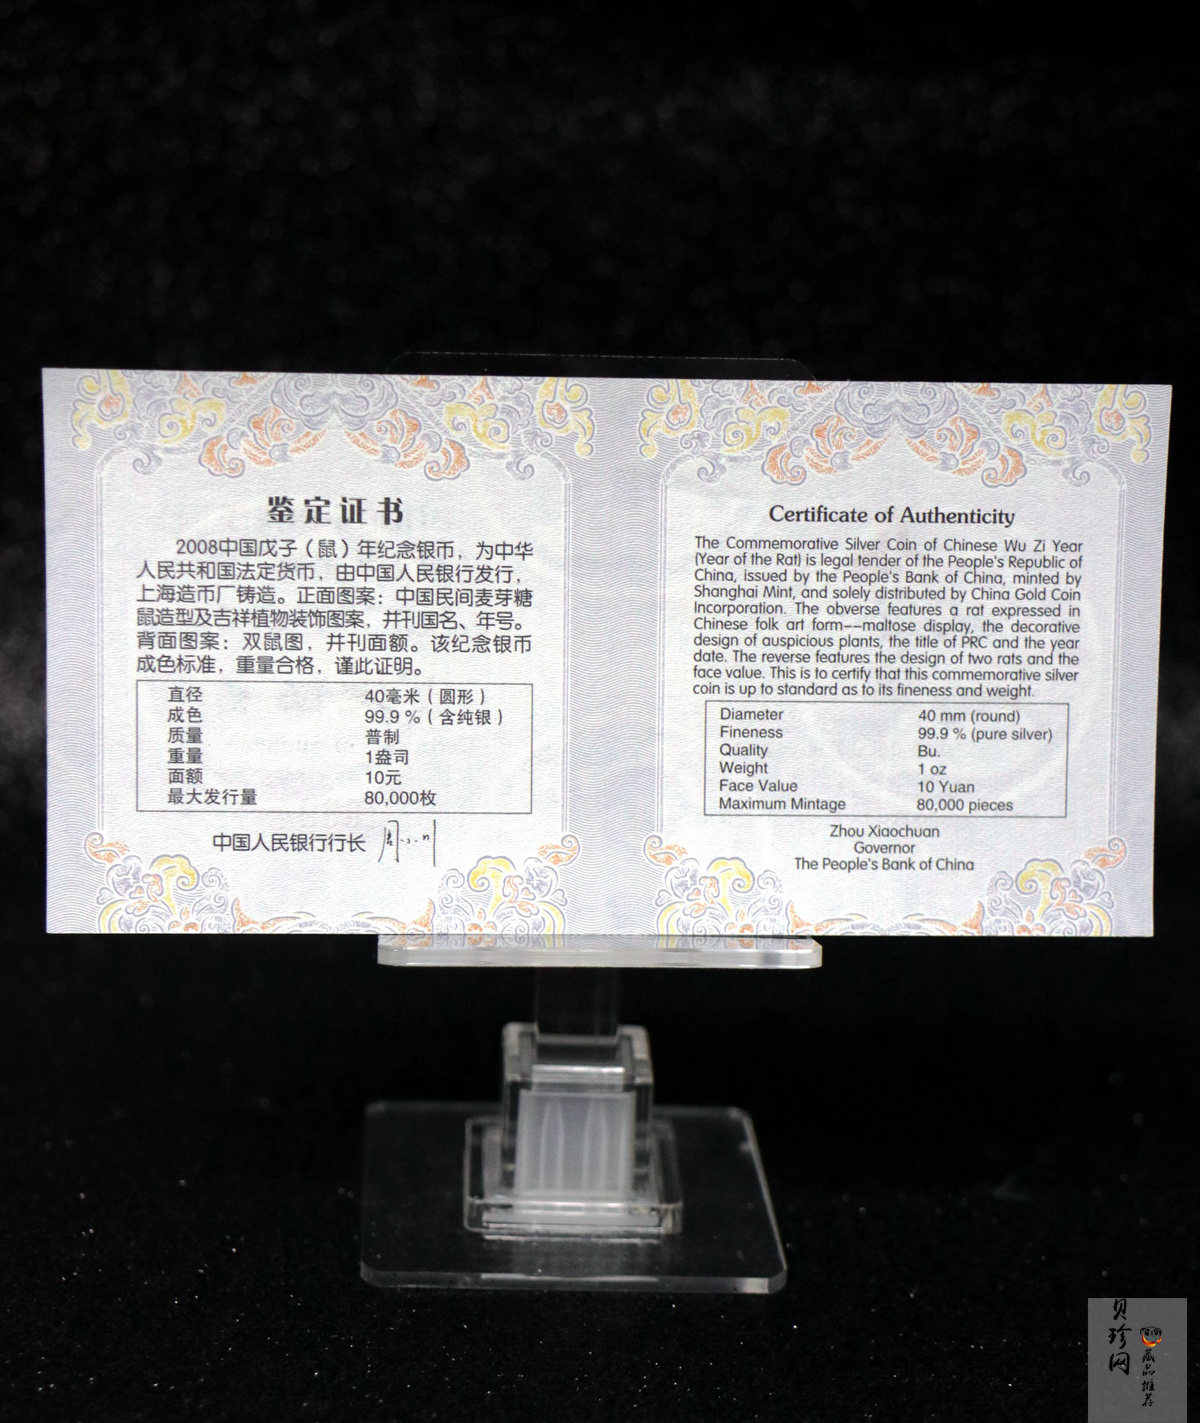 鉴定证书
2008中国戊子（鼠）年纪念银币，为中华
人民共和国法定货币，由中国人民银行发行，
上海造币厂铸造。正面图案：中国民间麦芽糖
鼠造型及吉祥植物装饰图案，并刊国名、年号。
背面图案：双鼠图，并刊面额。该纪念银币
成色标准，重量合格，谨此证明。
直径 40毫米（圆形）
成色 99.9 %（含纯银）
质量 普制
重量 1盎司
面额 10元
最大发行量 80,000枚
中国人民银行行长
Certificate of Authenticity
The Commemorative Silver Coin of Chinese Wu Zi Year
(Year of the Rat) is legal tender of the People's Republic of
China, issued by the People's Bank of China, minted by
Shanghai Mint, and solely distributed by China Gold Coin
Incorporation. The obverse features a rat expressed in
Chinese folk art form--maltose display, the decorative
design of auspicious plants, the title of PRC and the year
date. The reverse features the design of two rats and the
face value. This is to certify that this commemorative silver
coin is up to standard as to its fineness and weight.
Diameter 40 mm (round)
Fineness 99.9 % (pure silver)
Quality Bu.
Weight 1 oz
Face Value 10 Yuan
Maximum Mintage 80,000 pieces
Zhou Xiaochuan
Governor
The People's Bank of China
贝珍网
藏品推荐